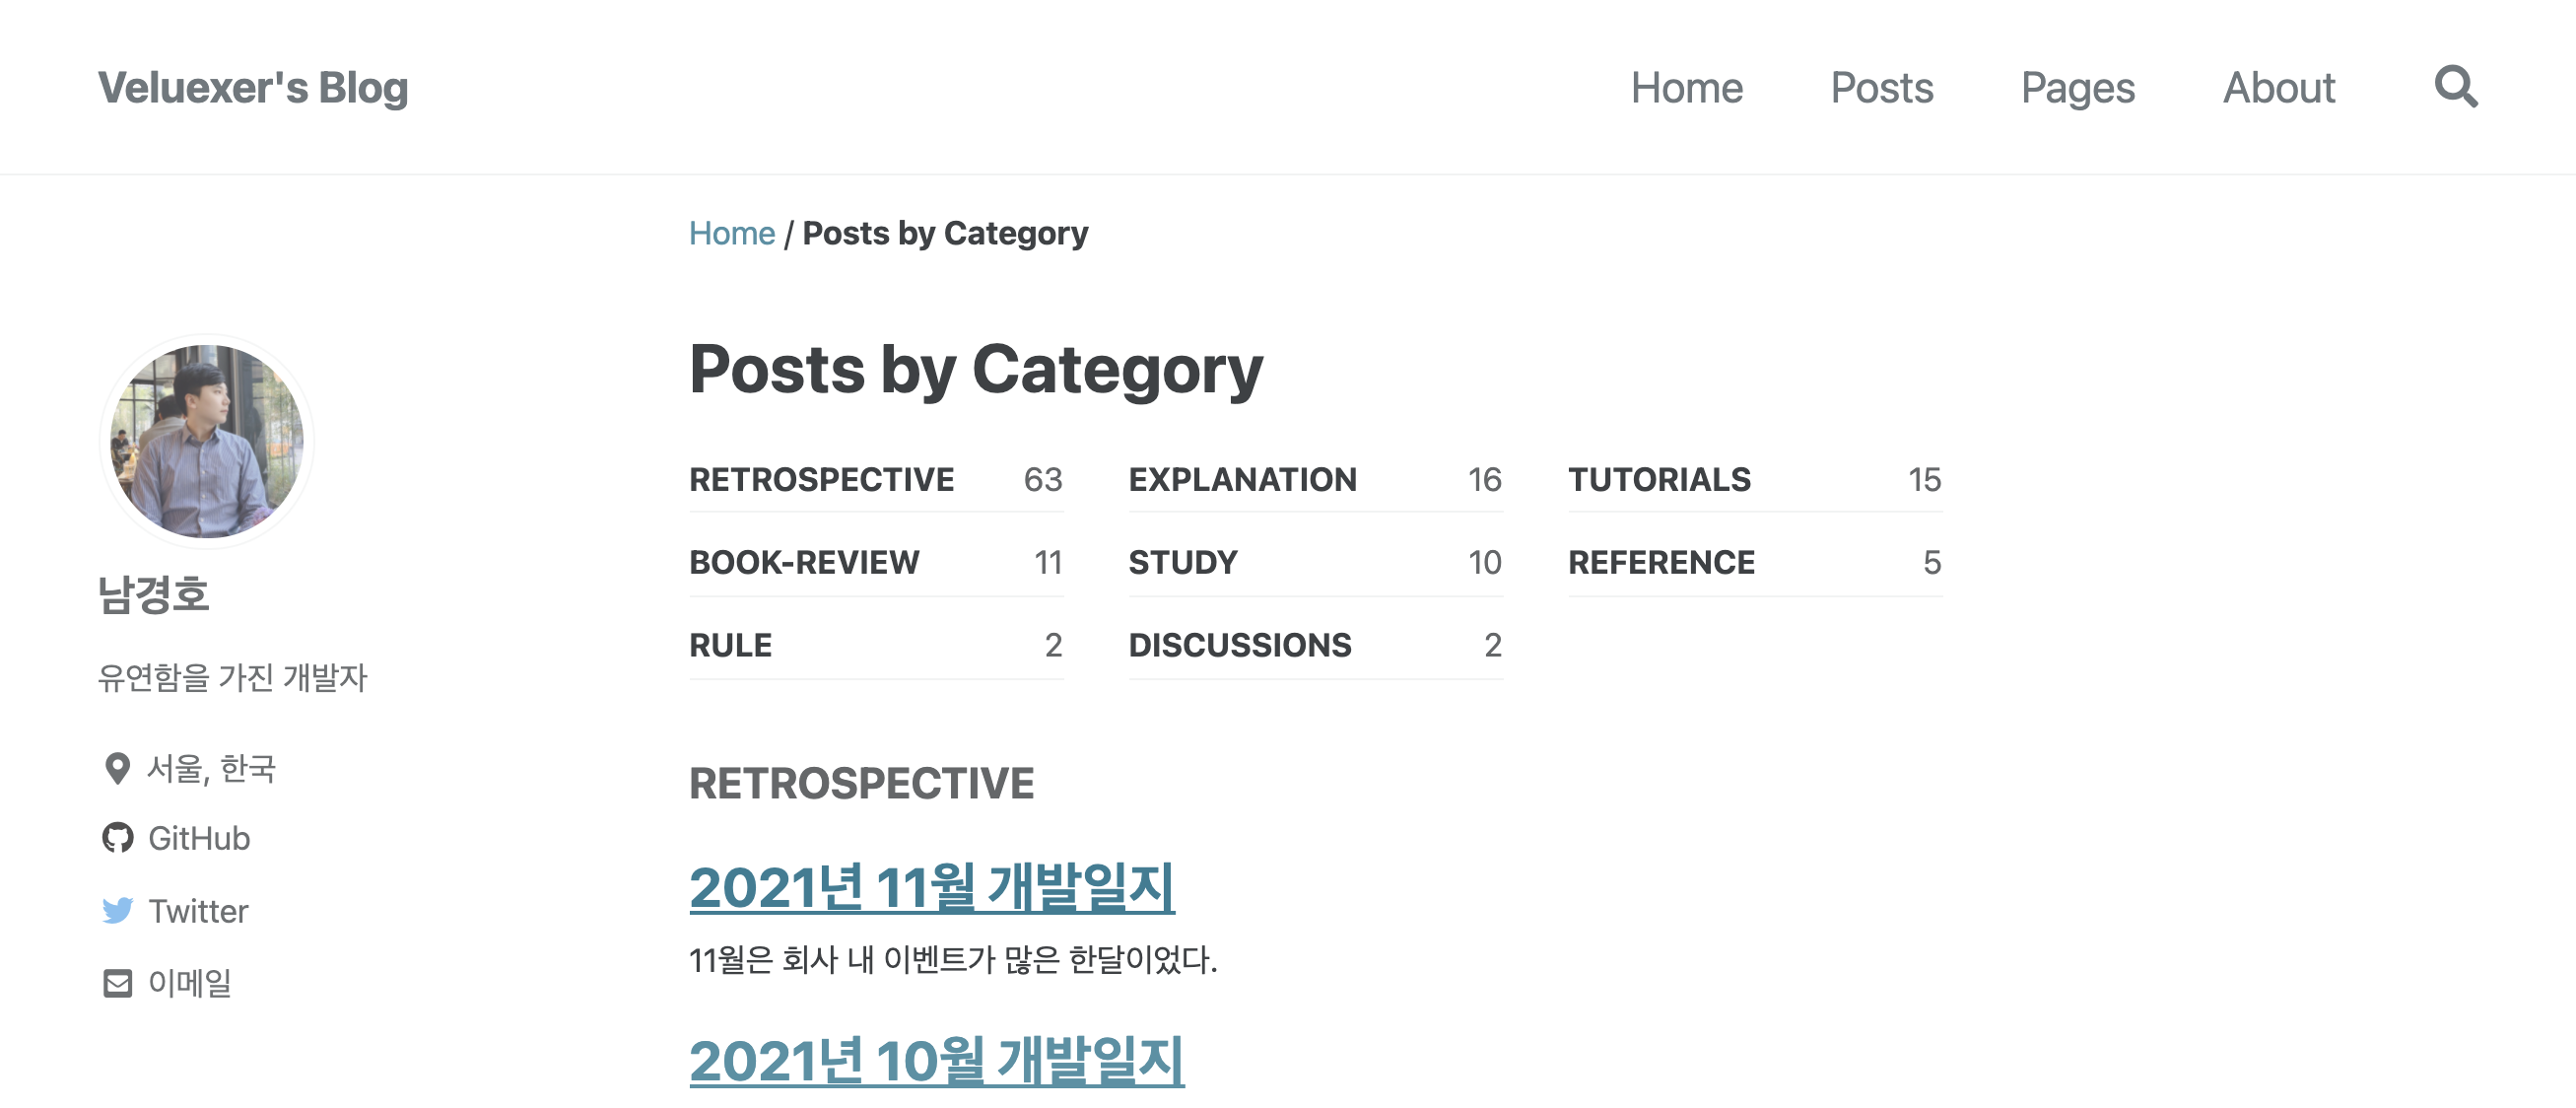 Veluexer's Blog
Home Posts Pages About
Home / Posts by Category
남경호
유연함을 가진 개발자
서울, 한국
GitHub
Twitter
이메일
Posts by Category
RETROSPECTIVE 63 EXPLANATION 16 TUTORIALS 15
BOOK-REVIEW 11 STUDY 10 REFERENCE 5
RULE 2 DISCUSSIONS 2
RETROSPECTIVE
2021년 11월 개발일지
11월은 회사 내 이벤트가 많은 한달이었다.
2021년 10월 개발일지